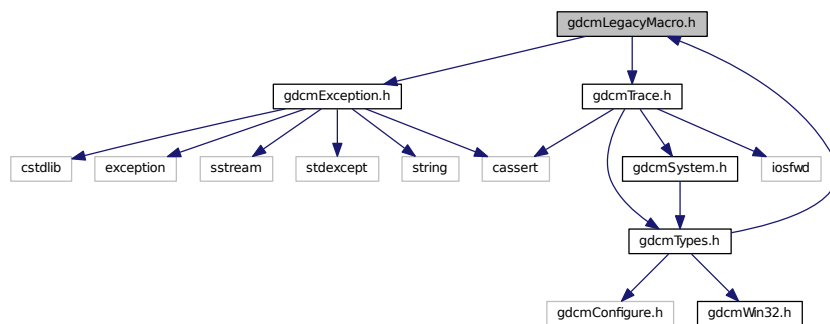 gdcmLegacyMacro.h
gdcmException.h
gdcmTrace.h
cstdlib
exception
sstream
stdexcept
string
cassert
gdcmSystem.h
iosfwd
gdcmTypes.h
gdcmConfigure.h
gdcmWin32.h